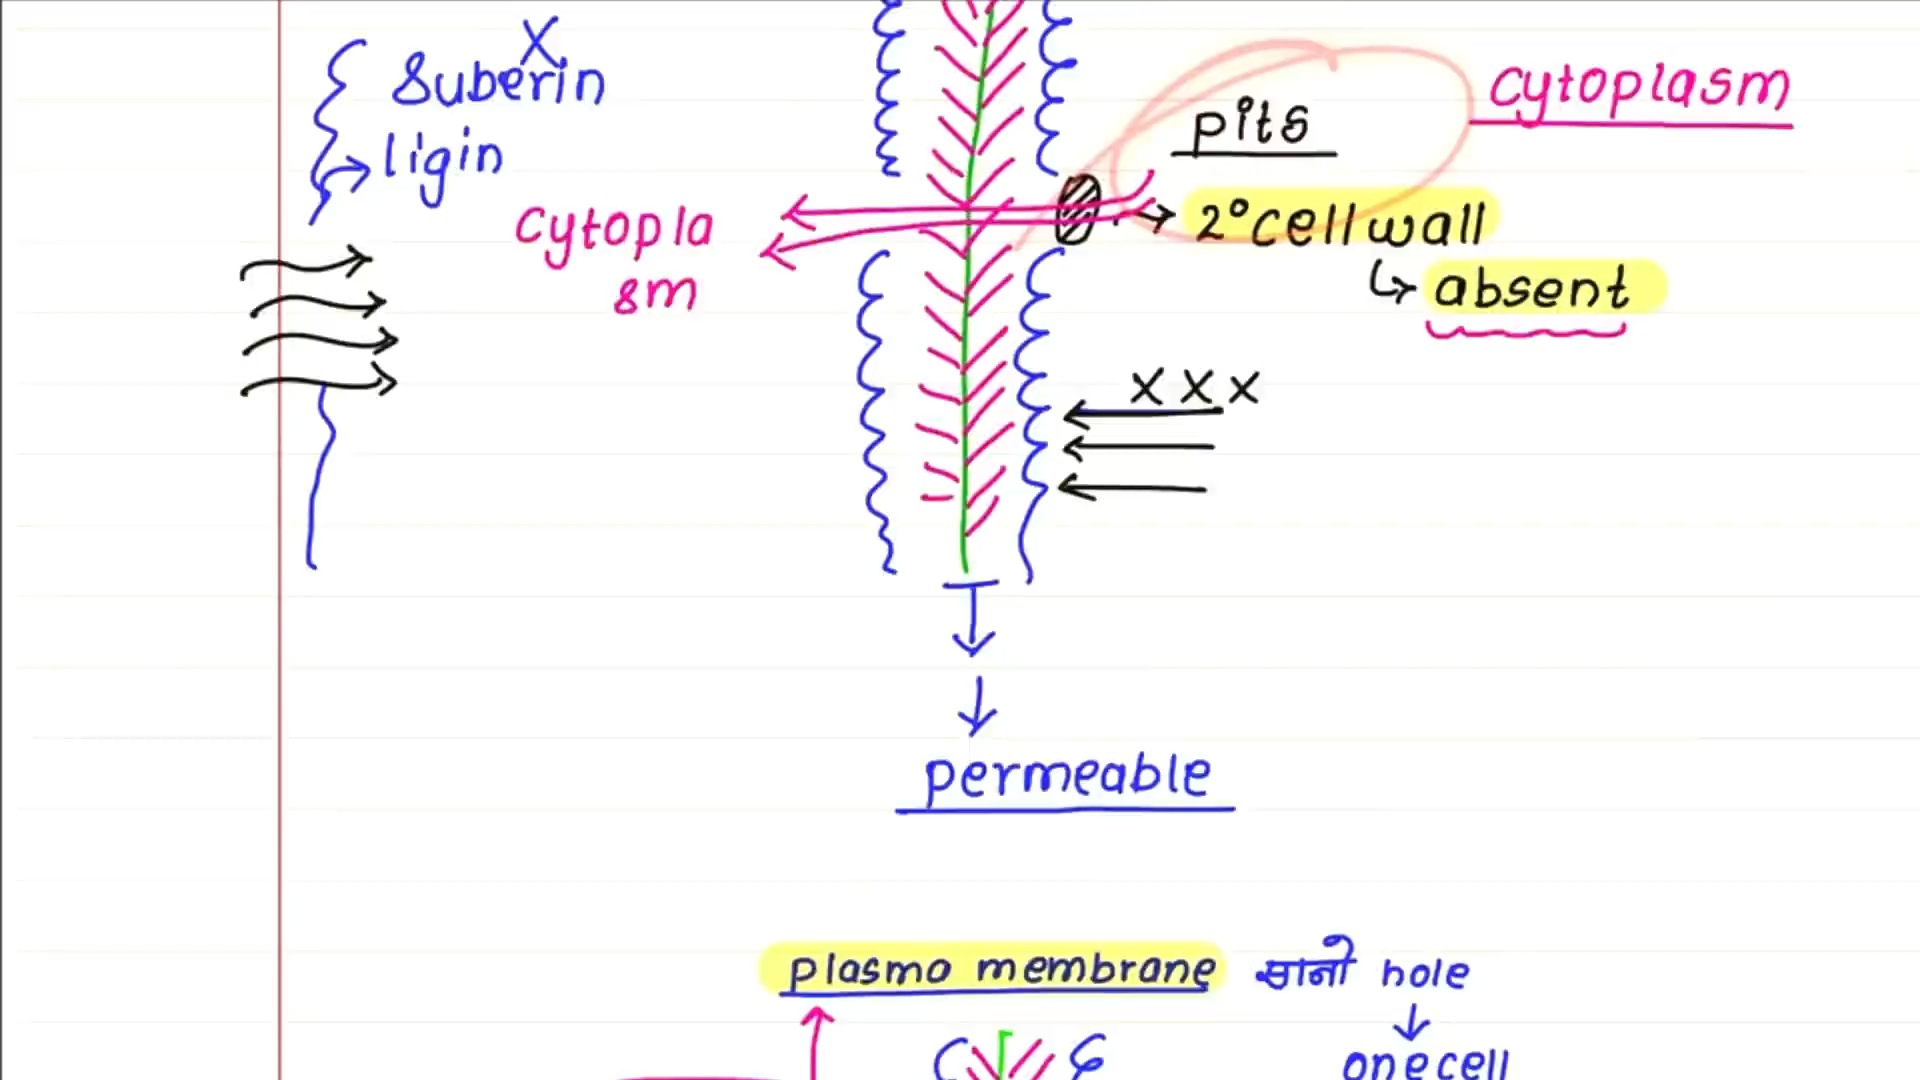 X
Suberin
ligin
pits
Cytoplasm
Cytopla
sm
2° cell wall
absent
X X X
permeable
plasmo membrane
hole
one cell